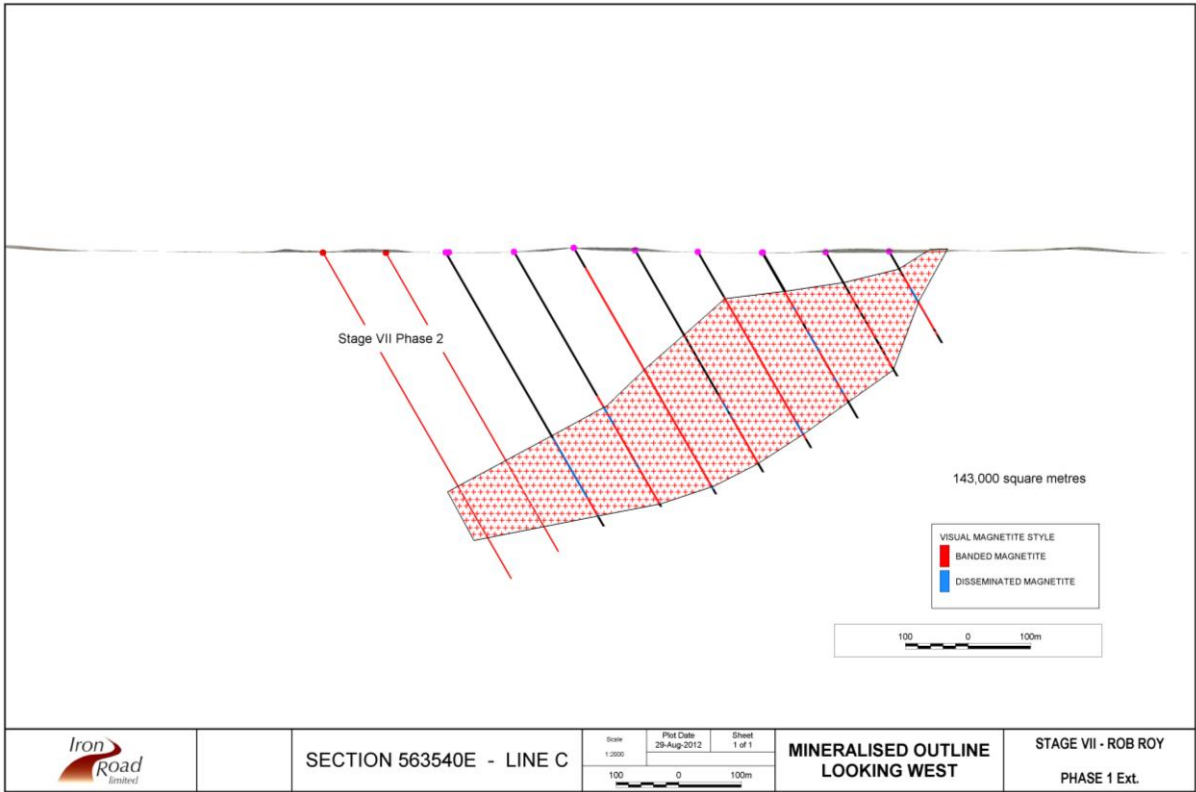 Stage VII Phase 2
143,000 square metres
VISUAL MAGNETITE STYLE
BANDED MAGNETITE
DISSEMINATED MAGNETITE
100 0 100m
Iron
Road
limited
SECTION 563540E - LINE C
Scale
1:2000
Plot Date
29-Aug-2012
Sheet
1 of 1
100 0 100m
MINERALISED OUTLINE
LOOKING WEST
STAGE VII - ROB ROY
PHASE 1 Ext.